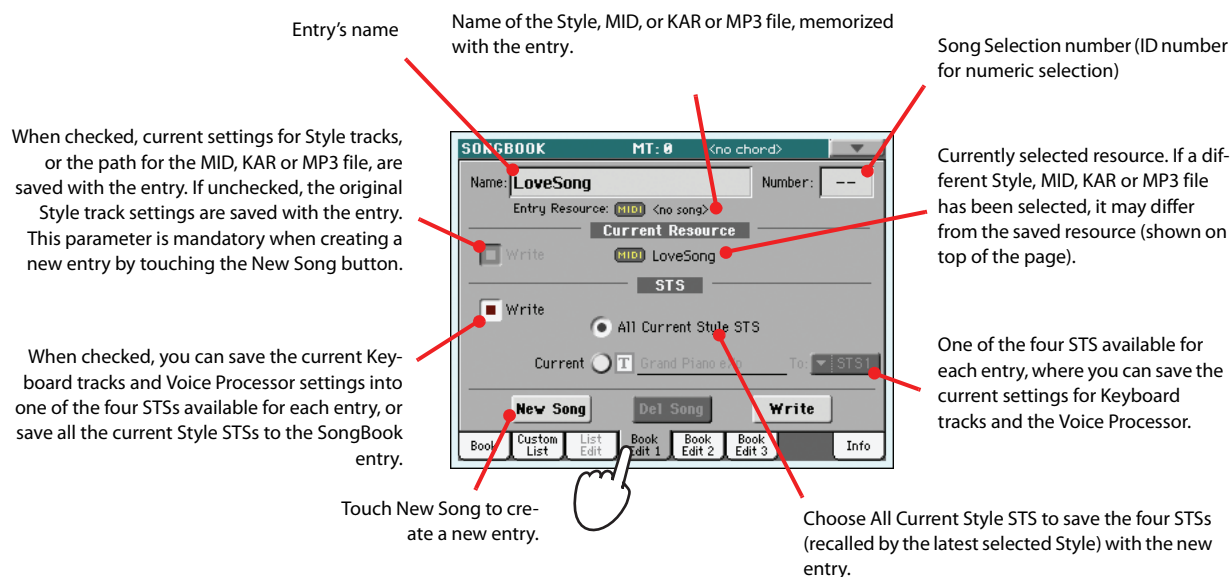 Entry's name
Name of the Style, MID, or KAR or MP3 file, memorized
with the entry.
Song Selection number (ID number
for numeric selection)
When checked, current settings for Style tracks,
or the path for the MID, KAR or MP3 file, are
saved with the entry. If unchecked, the original
Style track settings are saved with the entry.
This parameter is mandatory when creating a
new entry by touching the New Song button.
Currently selected resource. If a dif-
ferent Style, MID, KAR or MP3 file
has been selected, it may differ
from the saved resource (shown on
top of the page).
When checked, you can save the current Key-
board tracks and Voice Processor settings into
one of the four STSs available for each entry, or
save all the current Style STSs to the SongBook
entry.
One of the four STS available for
each entry, where you can save the
current settings for Keyboard
tracks and the Voice Processor.
SONGBOOK MT: 0 <no chord>
Name: LoveSong Number: --
Entry Resource: MIDI <no song>
Current Resource
Write MIDI LoveSong
STS
Write
All Current Style STS
Current T Grand Piano To: STS1
New Song Del Song Write
Book
Custom
List
List
Edit
Book
Edit 1
Book
Edit 2
Book
Edit 3
Info
Touch New Song to cre-
ate a new entry.
Choose All Current Style STS to save the four STSs
(recalled by the latest selected Style) with the new
entry.